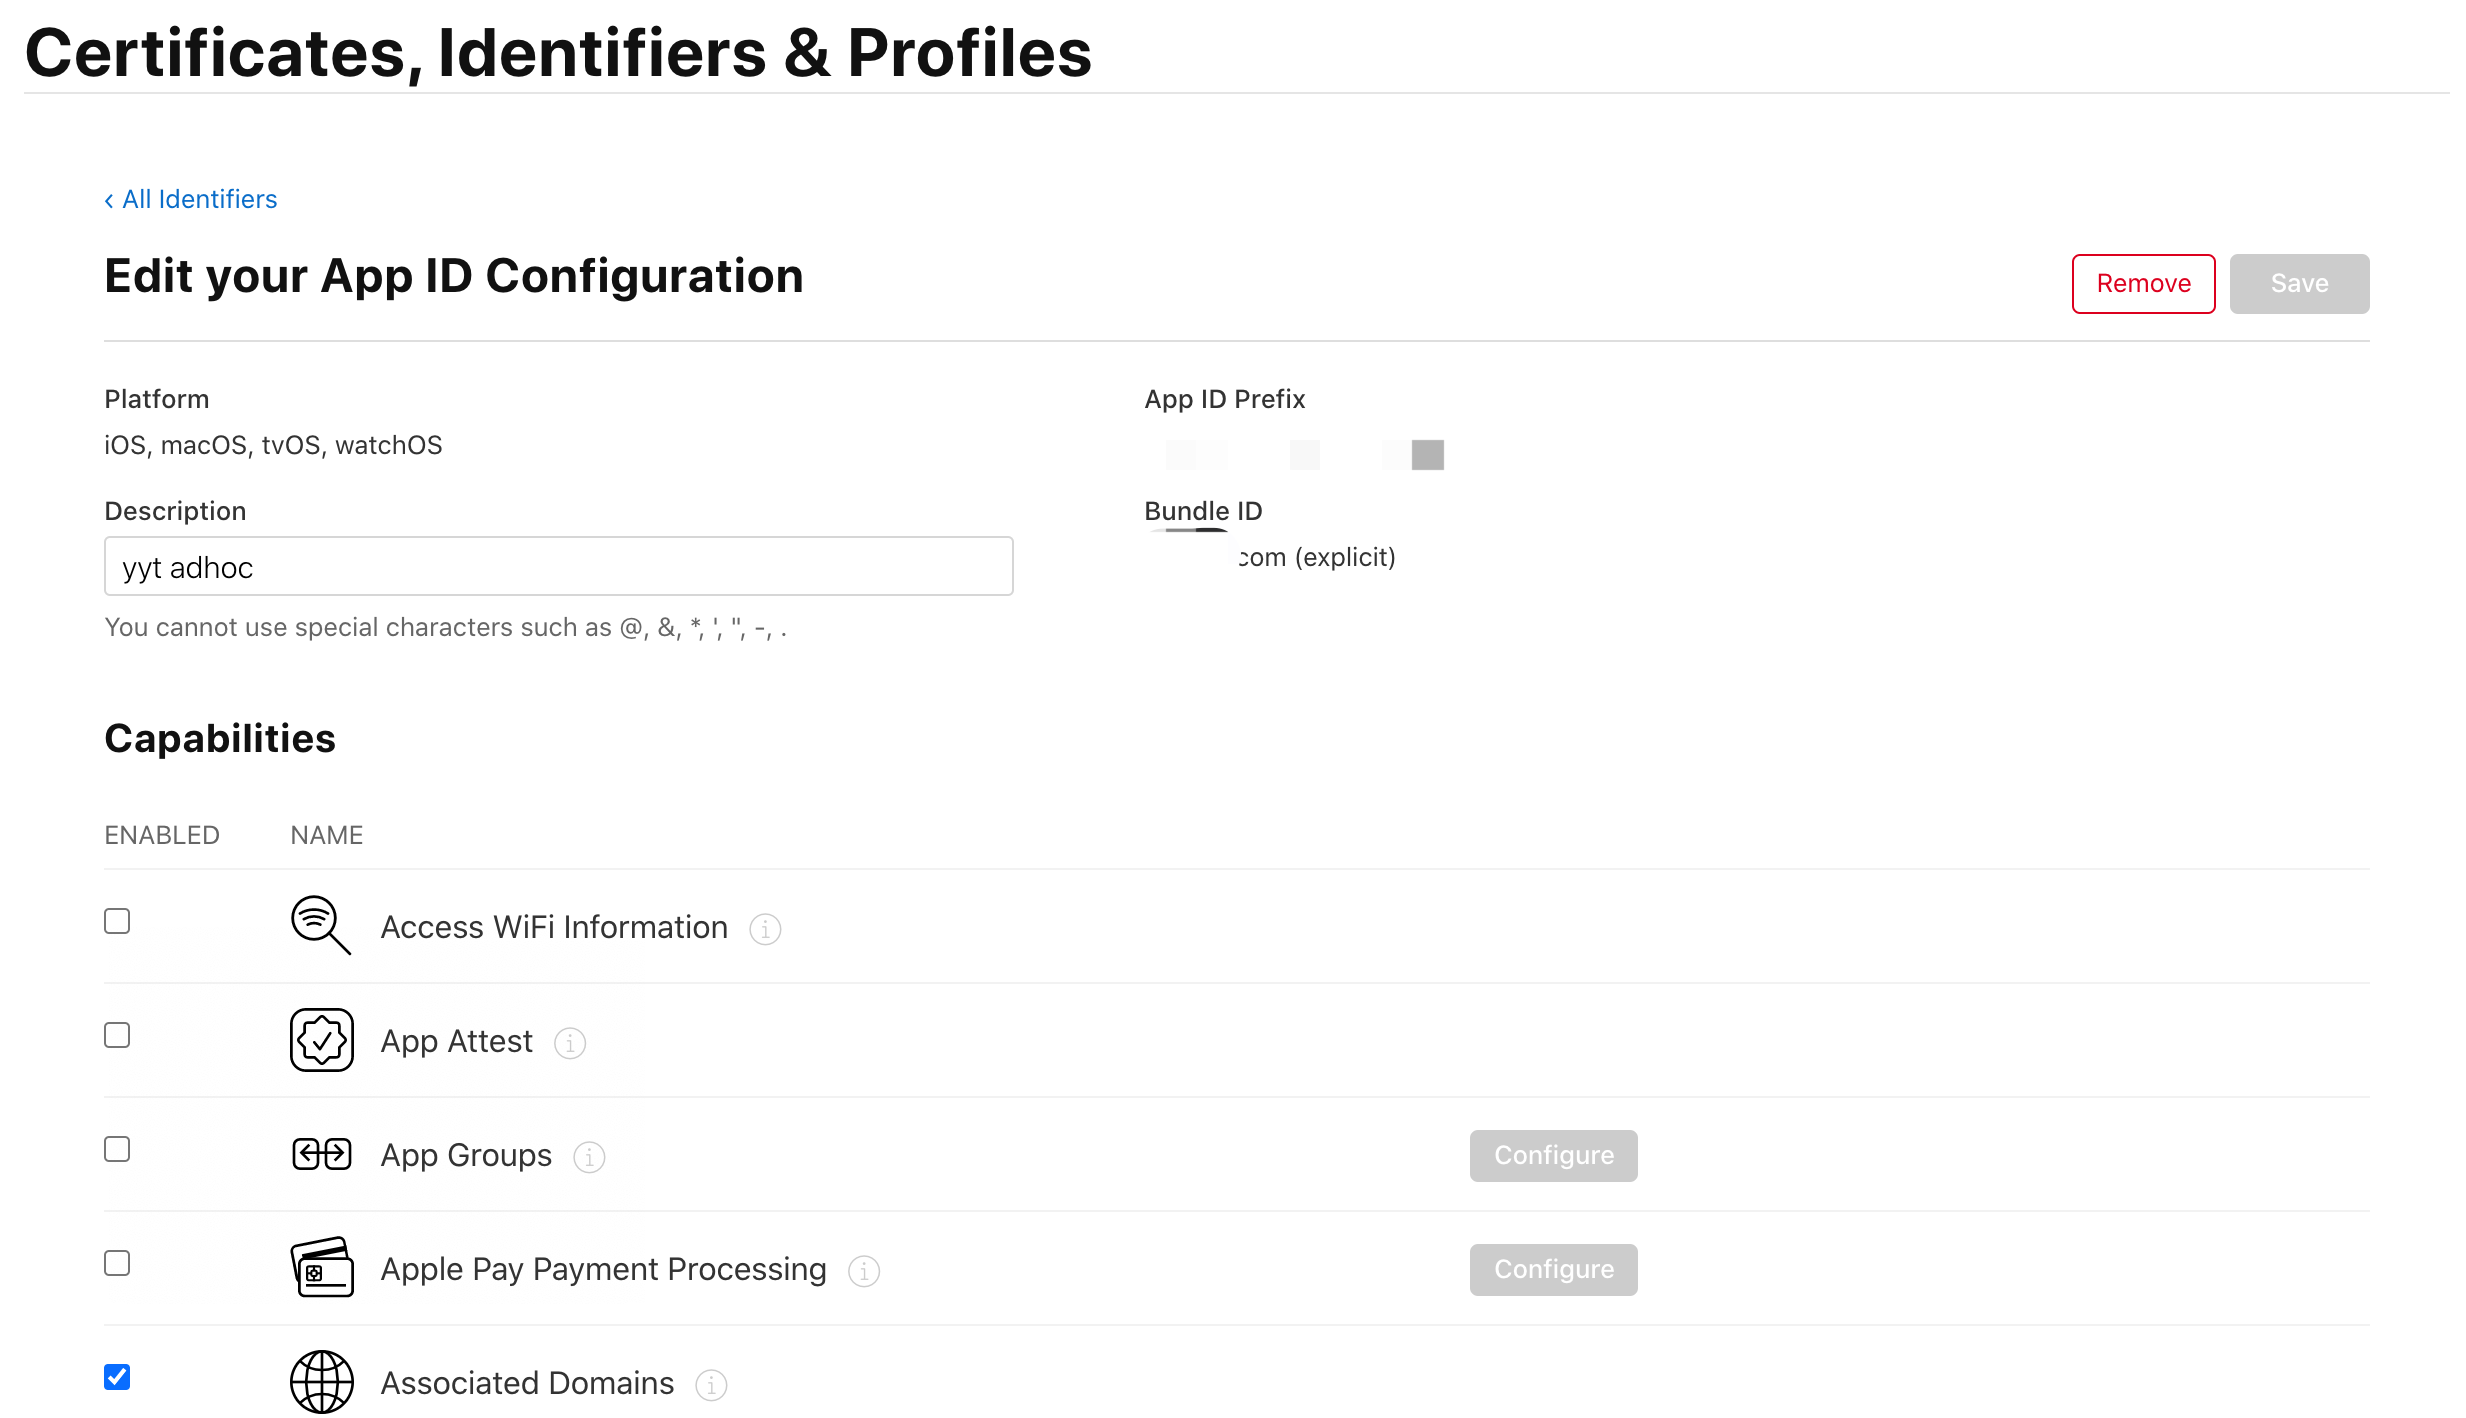 Certificates, Identifiers & Profiles
‹ All Identifiers
Edit your App ID Configuration
Remove
Save
Platform
iOS, macOS, tvOS, watchOS
App ID Prefix
Description
yyt adhoc
You cannot use special characters such as @, &, *, ', ", -, .
Bundle ID
com (explicit)
Capabilities
ENABLED
NAME
Access WiFi Information
App Attest
App Groups
Configure
Apple Pay Payment Processing
Configure
Associated Domains